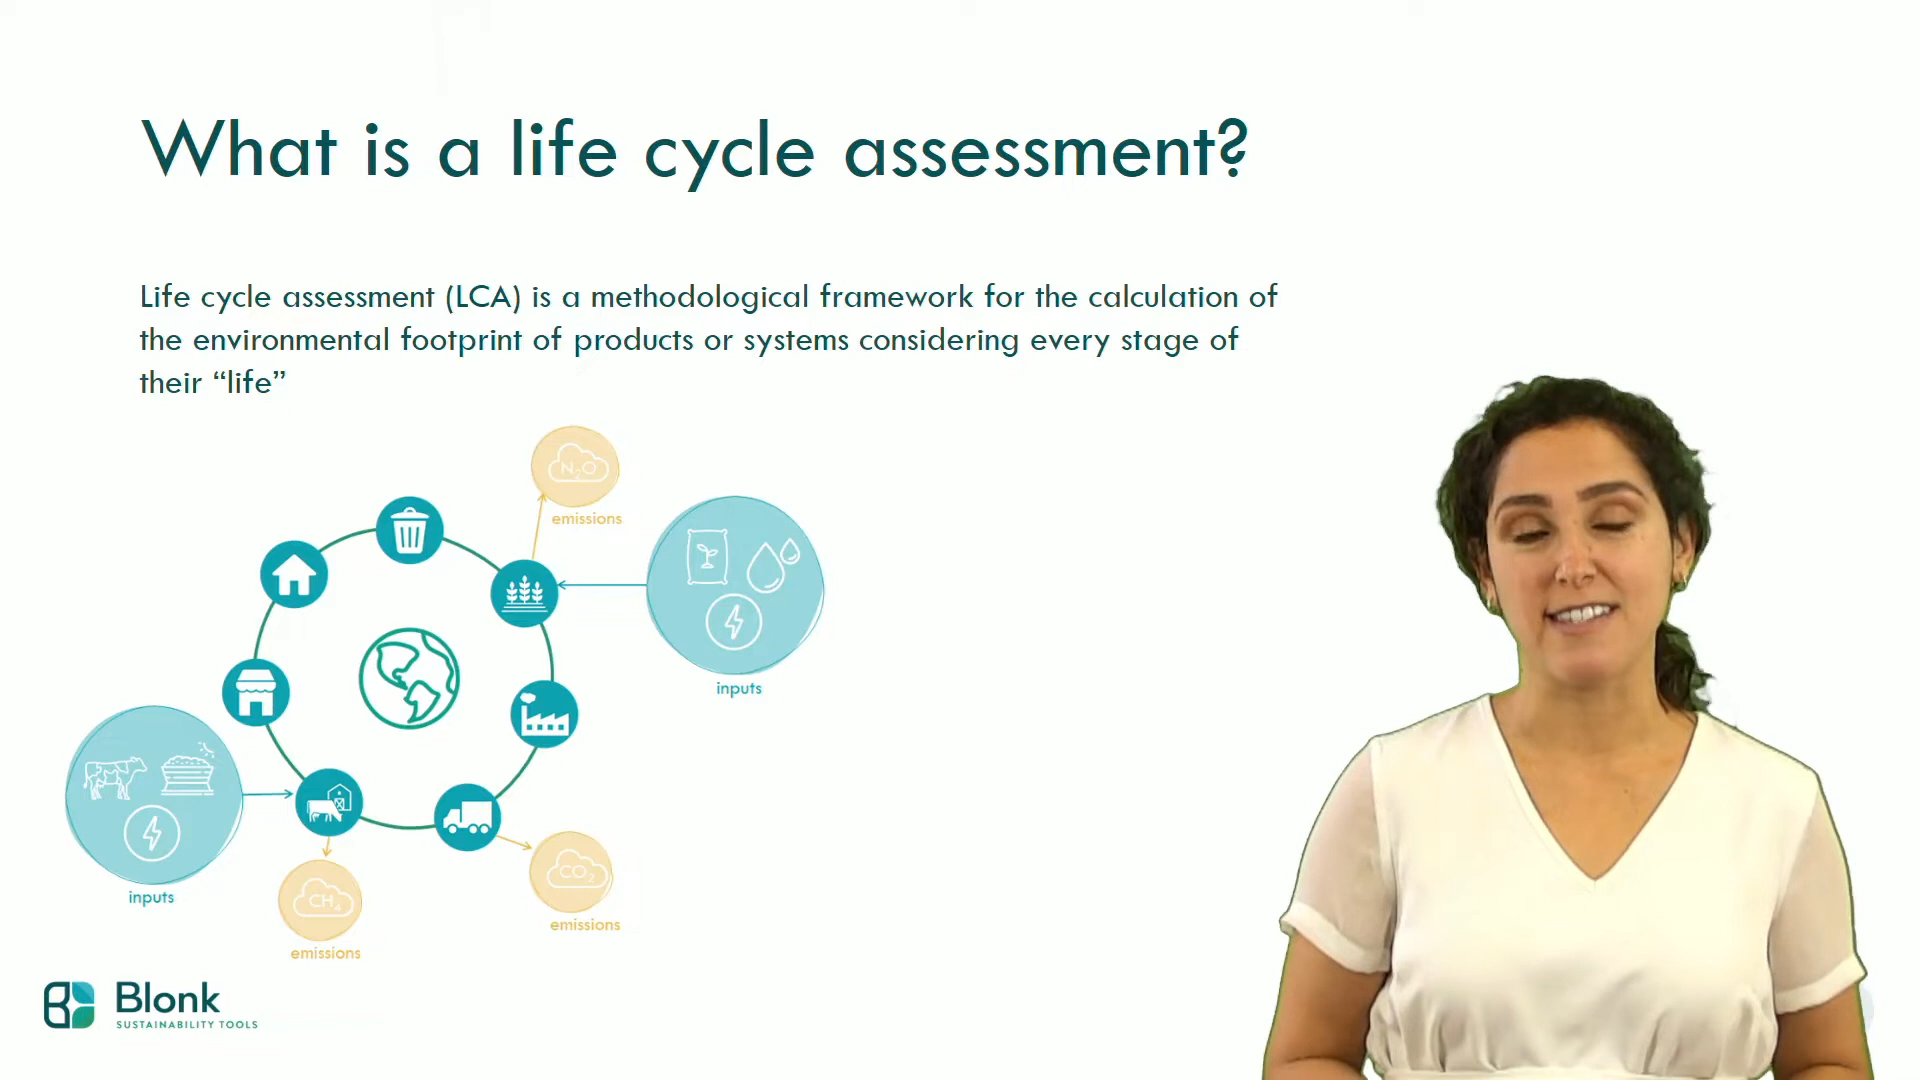 What is a life cycle assessment?
Life cycle assessment (LCA) is a methodological framework for the calculation of
the environmental footprint of products or systems considering every stage of
their “life”
N₂O
emissions
inputs
inputs
CO₂
emissions
CH₄
emissions
Blonk
SUSTAINABILITY TOOLS